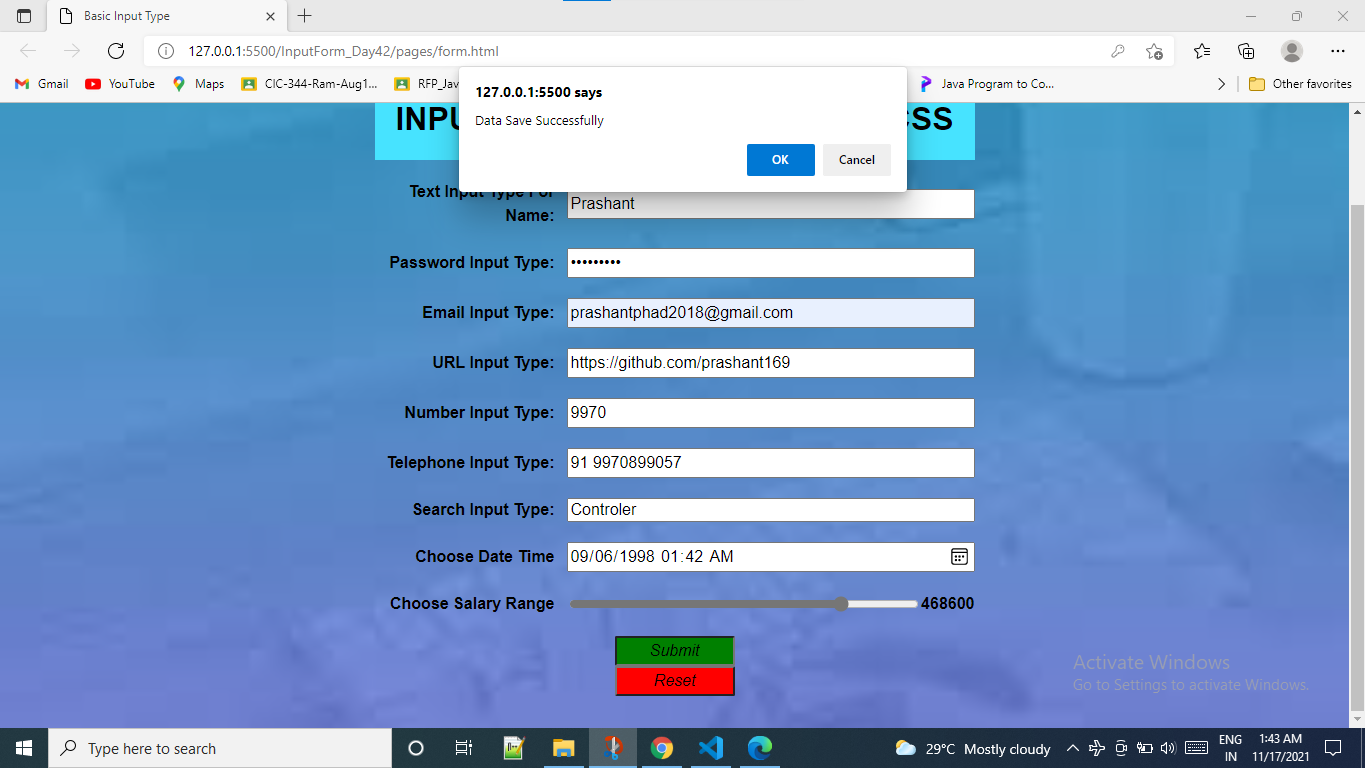 Basic Input Type
127.0.0.1:5500/InputForm_Day42/pages/form.html
Gmail
YouTube
Maps
CIC-344-Ram-Aug1...
RFP_Jav
Java Program to Co...
Other favorites
127.0.0.1:5500 says
Data Save Successfully
OK
Cancel
INPU CSS
Text Input Type For
Name:
Prashant
Password Input Type:
•••••••••
Email Input Type:
prashantphad2018@gmail.com
URL Input Type:
https://github.com/prashant169
Number Input Type:
9970
Telephone Input Type:
91 9970899057
Search Input Type:
Controler
Choose Date Time
09/06/1998 01:42 AM
Choose Salary Range
468600
Submit
Reset
Activate Windows
Go to Settings to activate Windows.
Type here to search
29°C Mostly cloudy
ENG
IN
1:43 AM
11/17/2021